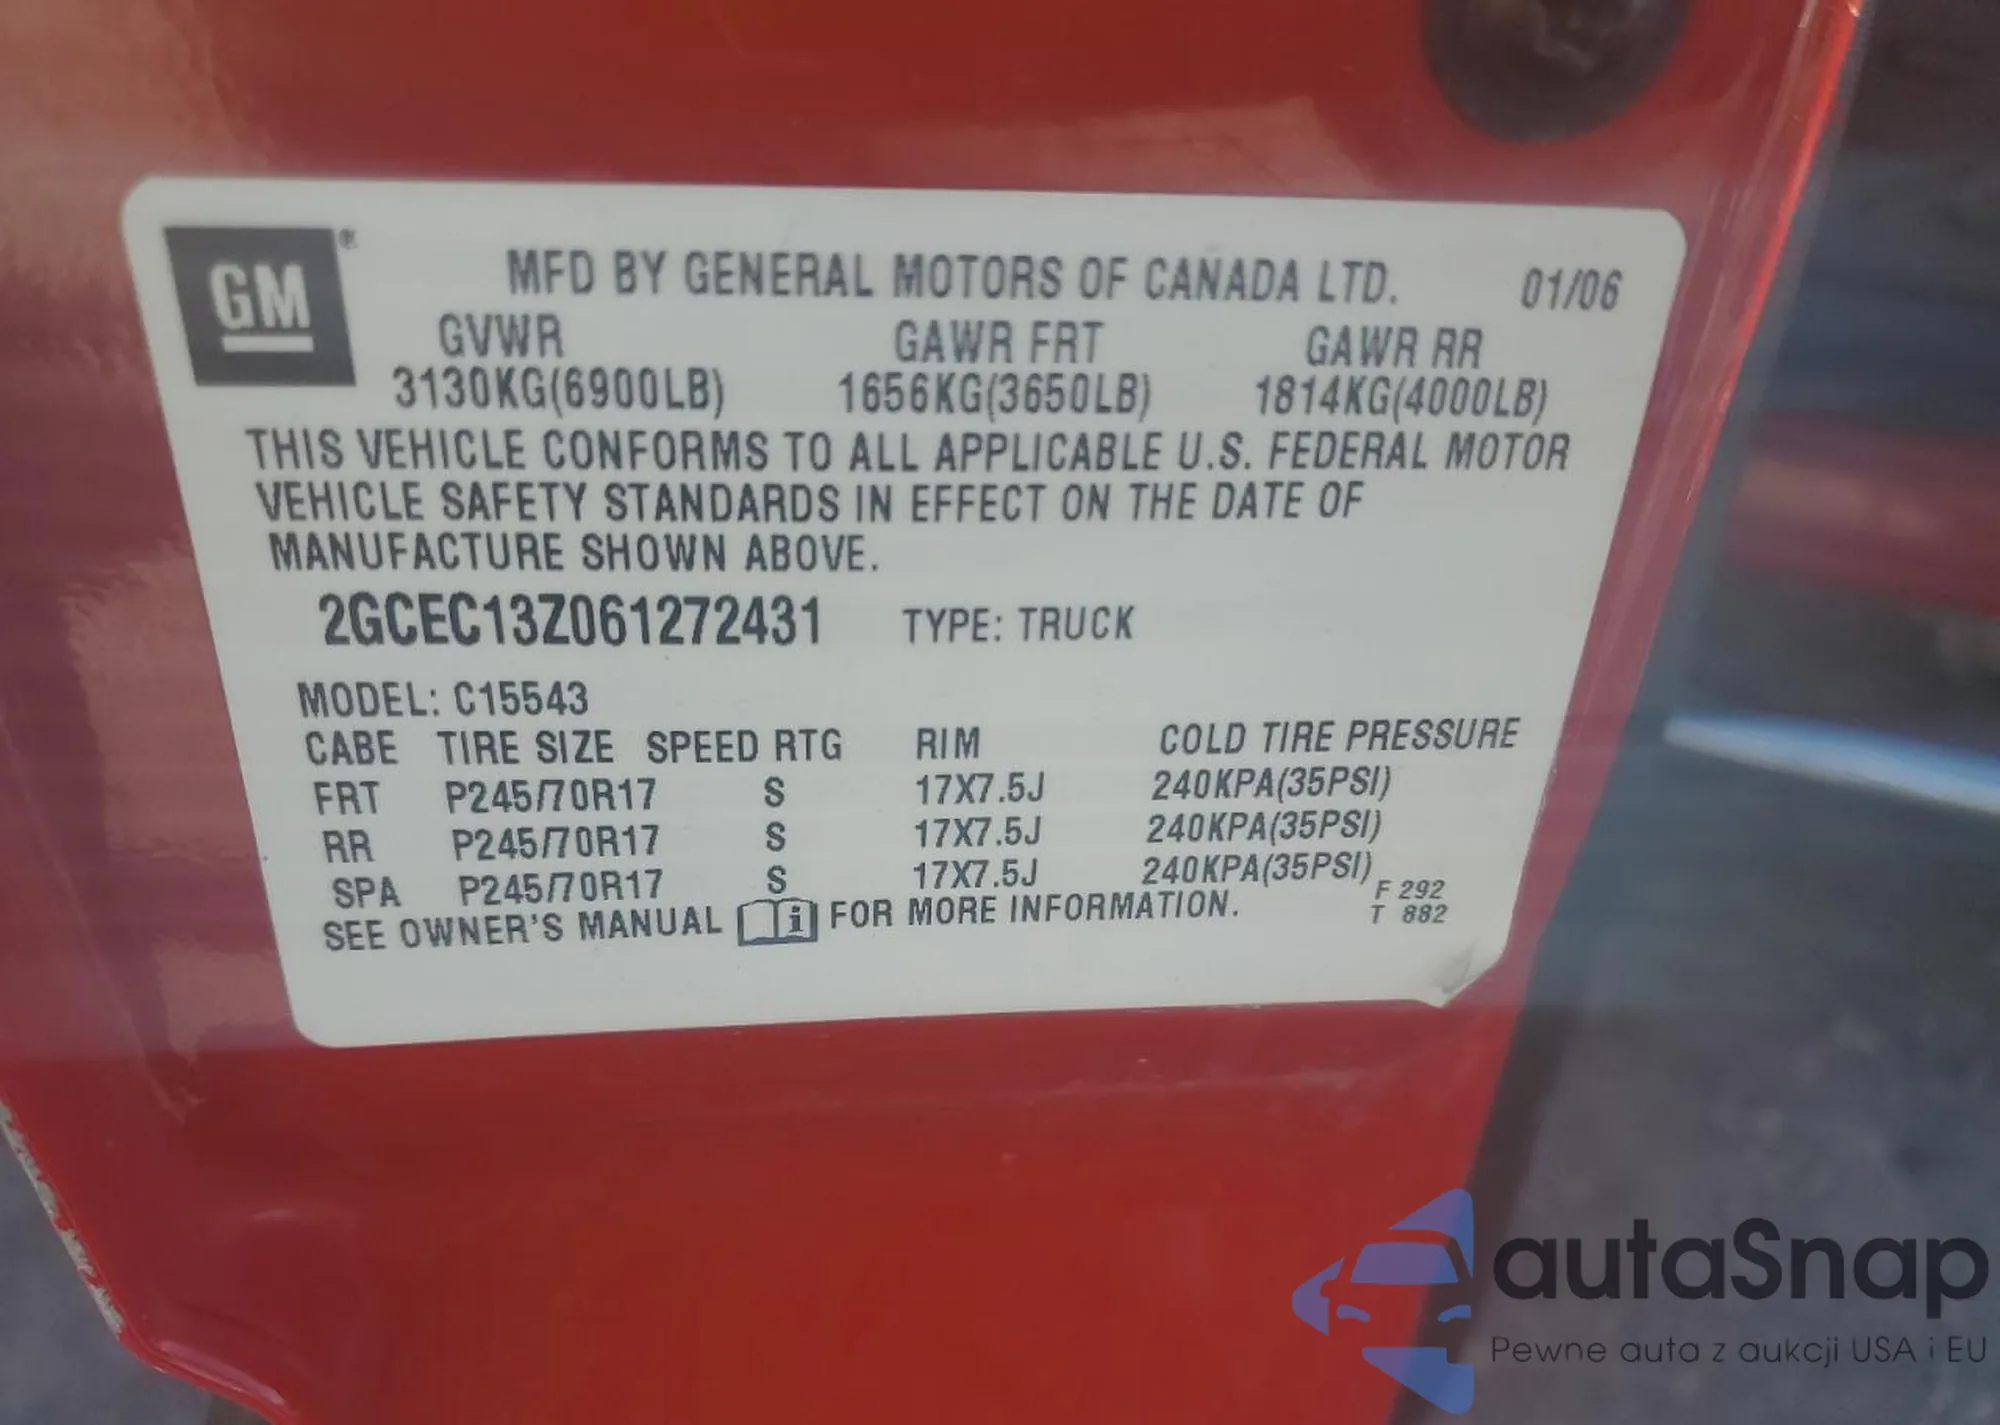 GM®
MFD BY GENERAL MOTORS OF CANADA LTD. 01/06
GVWR GAWR FRT GAWR RR
3130KG(6900LB) 1656KG(3650LB) 1814KG(4000LB)
THIS VEHICLE CONFORMS TO ALL APPLICABLE U.S. FEDERAL MOTOR
VEHICLE SAFETY STANDARDS IN EFFECT ON THE DATE OF
MANUFACTURE SHOWN ABOVE.
2GCEC13Z061272431 TYPE: TRUCK
MODEL: C15543
CABE TIRE SIZE SPEED RTG RIM COLD TIRE PRESSURE
FRT P245/70R17 S 17X7.5J 240KPA(35PSI)
RR P245/70R17 S 17X7.5J 240KPA(35PSI)
SPA P245/70R17 S 17X7.5J 240KPA(35PSI)
SEE OWNER'S MANUAL i FOR MORE INFORMATION.
F 292
T 882
autaSnap
Pewne auta z aukcji USA i EU